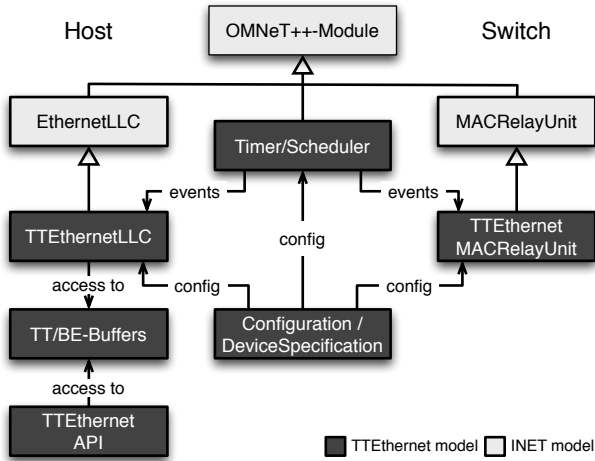 Host
OMNeT++-Module
Switch
EthernetLLC
Timer/Scheduler
MACRelayUnit
events
events
TTEthernetLLC
config
TTEthernet
MACRelayUnit
access to
config
config
TT/BE-Buffers
Configuration /
DeviceSpecification
access to
TTEthernet
API
TTEthernet model
INET model